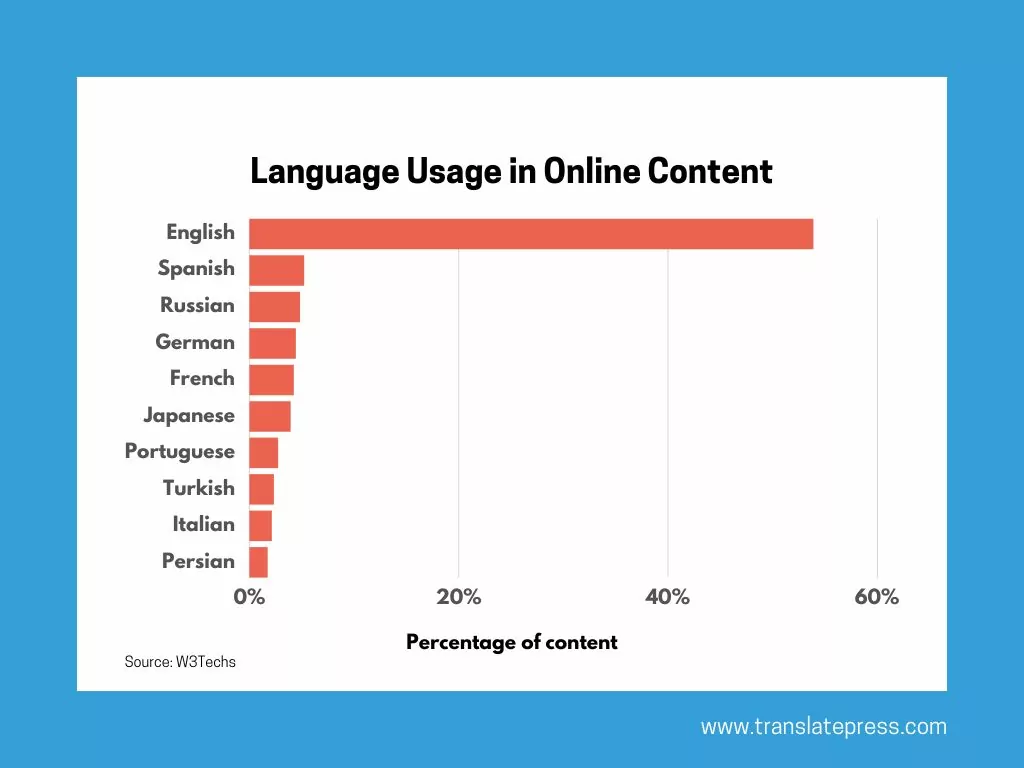 Language Usage in Online Content
English
Spanish
Russian
German
French
Japanese
Portuguese
Turkish
Italian
Persian
0% 20% 40% 60%
Percentage of content
Source: W3Techs
www.translatepress.com